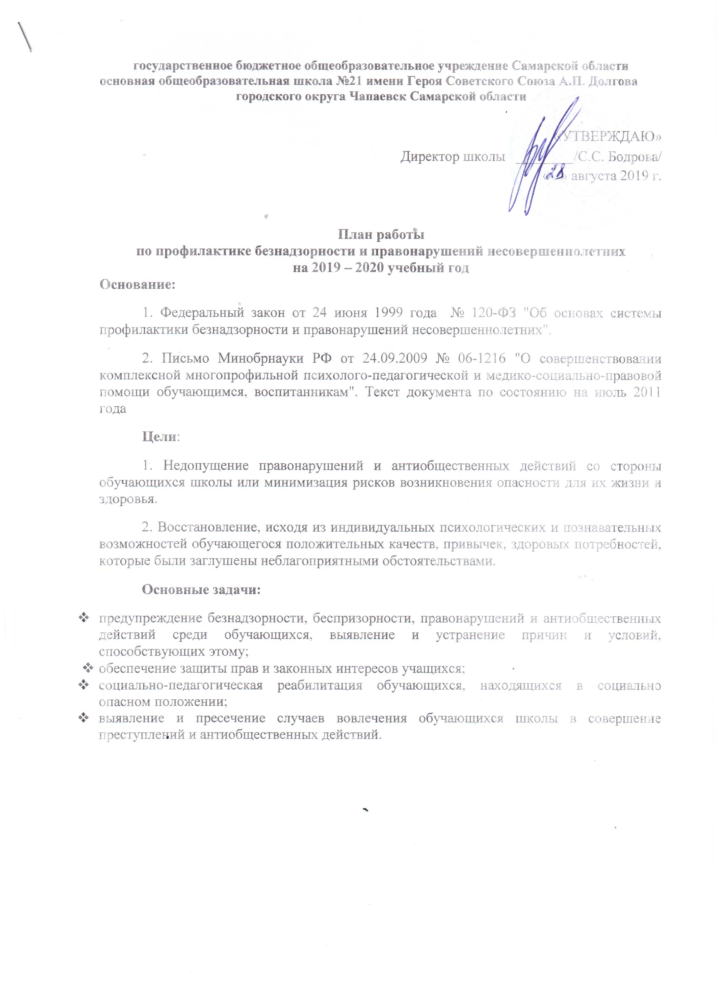 государственное бюджетное общеобразовательное учреждение Самарской области
основная общеобразовательная школа №21 имени Героя Советского Союза А.П. Долгова
городского округа Чапаевск Самарской области
«УТВЕРЖДАЮ»
Директор школы ________/С.С. Бодрова/
«28» августа 2019 г.
План работы
по профилактике безнадзорности и правонарушений несовершеннолетних
на 2019 – 2020 учебный год
Основание:
1. Федеральный закон от 24 июня 1999 года № 120-ФЗ "Об основах системы
профилактики безнадзорности и правонарушений несовершеннолетних".
2. Письмо Минобрнауки РФ от 24.09.2009 № 06-1216 "О совершенствовании
комплексной многопрофильной психолого-педагогической и медико-социально-правовой
помощи обучающимся, воспитанникам". Текст документа по состоянию на июль 2011
года
Цели:
1. Недопущение правонарушений и антиобщественных действий со стороны
обучающихся школы или минимизация рисков возникновения опасности для их жизни и
здоровья.
2. Восстановление, исходя из индивидуальных психологических и познавательных
возможностей обучающегося положительных качеств, привычек, здоровых потребностей,
которые были заглушены неблагоприятными обстоятельствами.
Основные задачи:
❖ предупреждение безнадзорности, беспризорности, правонарушений и антиобщественных
действий среди обучающихся, выявление и устранение причин и условий,
способствующих этому;
❖ обеспечение защиты прав и законных интересов учащихся;
❖ социально-педагогическая реабилитация обучающихся, находящихся в социально
опасном положении;
❖ выявление и пресечение случаев вовлечения обучающихся школы в совершение
преступлений и антиобщественных действий.